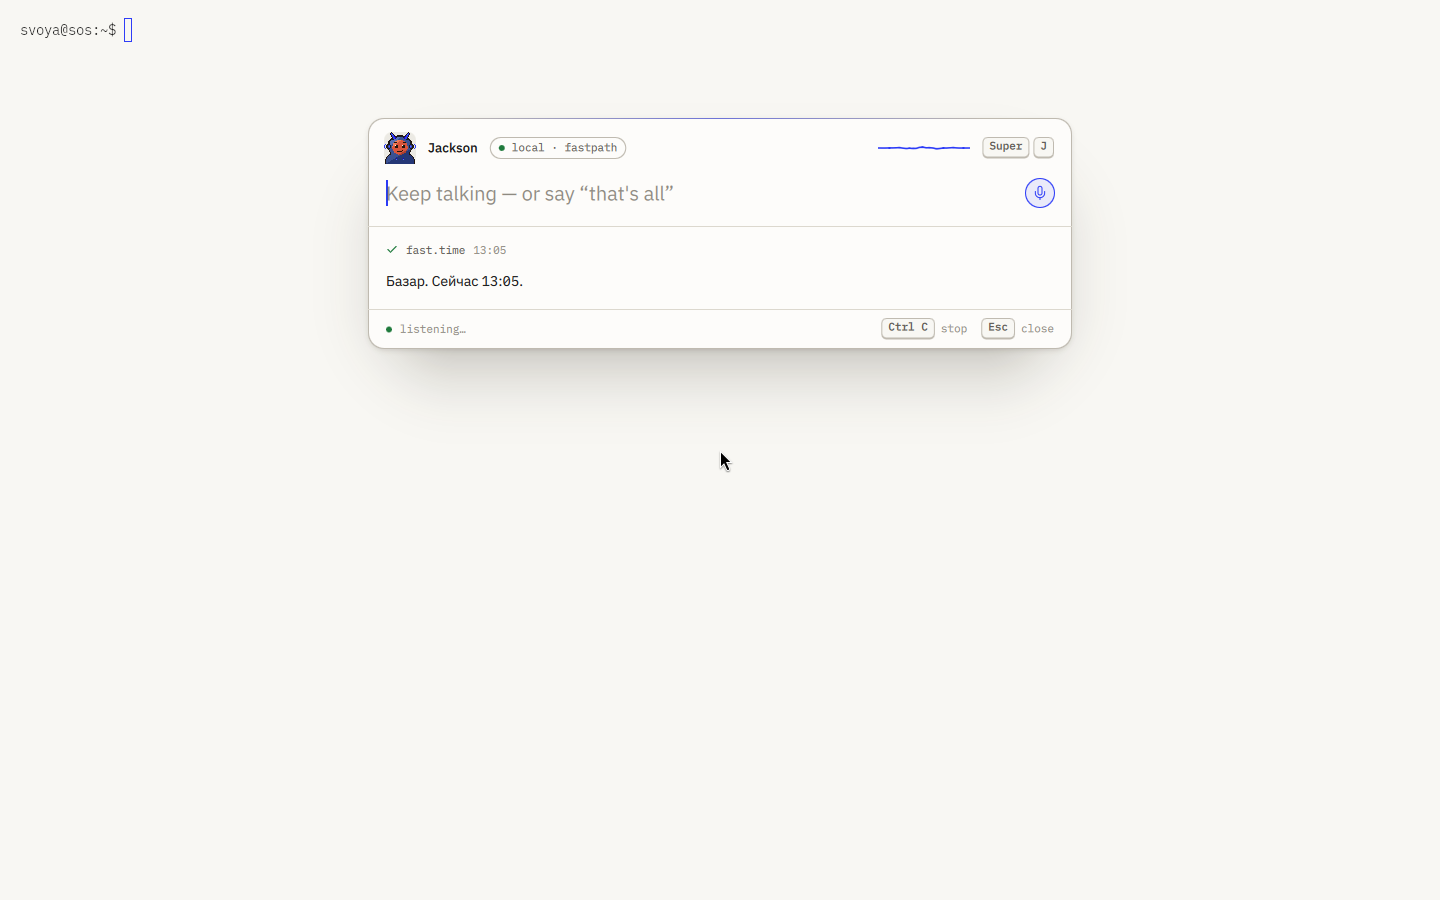 svoya@sos:~$
Jackson local · fastpath Super J
Keep talking — or say “that's all”
fast.time 13:05
Базар. Сейчас 13:05.
listening… Ctrl C stop Esc close